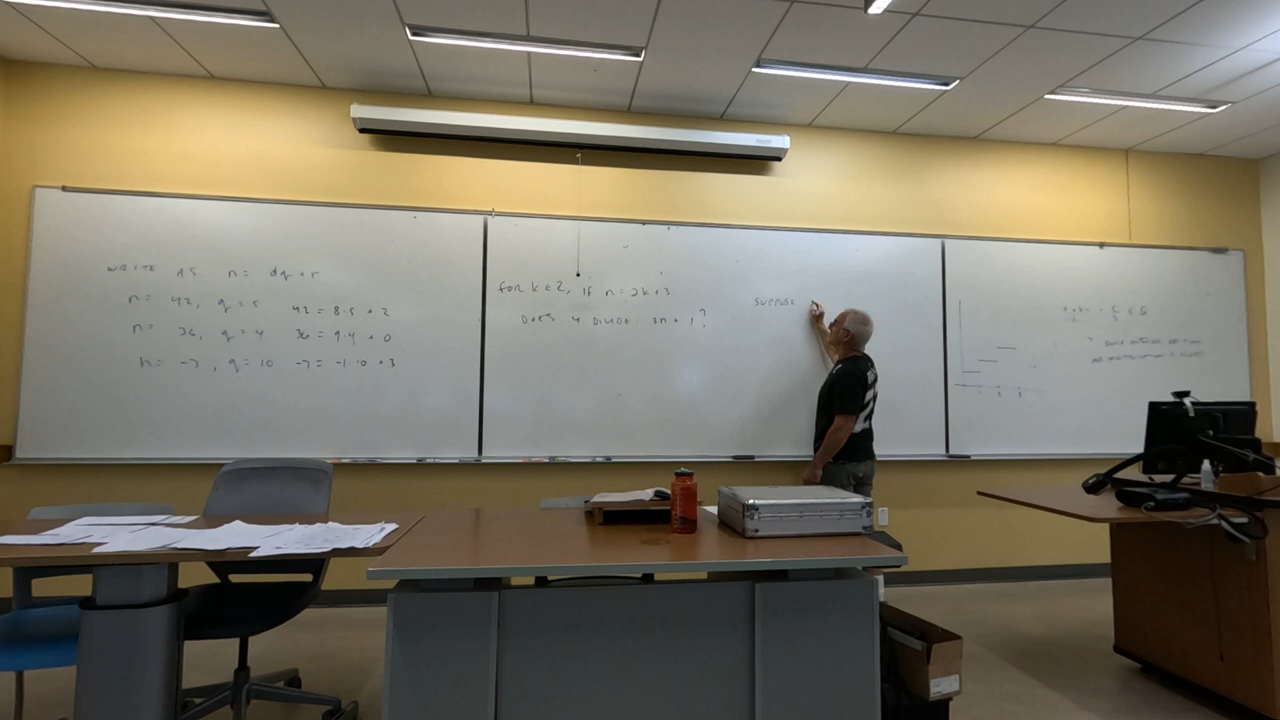 WRITE AS n = dq + r
n = 42, q = 5 42 = 8·5 + 2
n = 36, q = 4 36 = 9·4 + 0
n = -7, q = 10 -7 = -1·10 + 3
FOR k ∈ Z, IF n = 2k+3
DOES 4 DIVIDE 3n + 1?
SUPPOSE